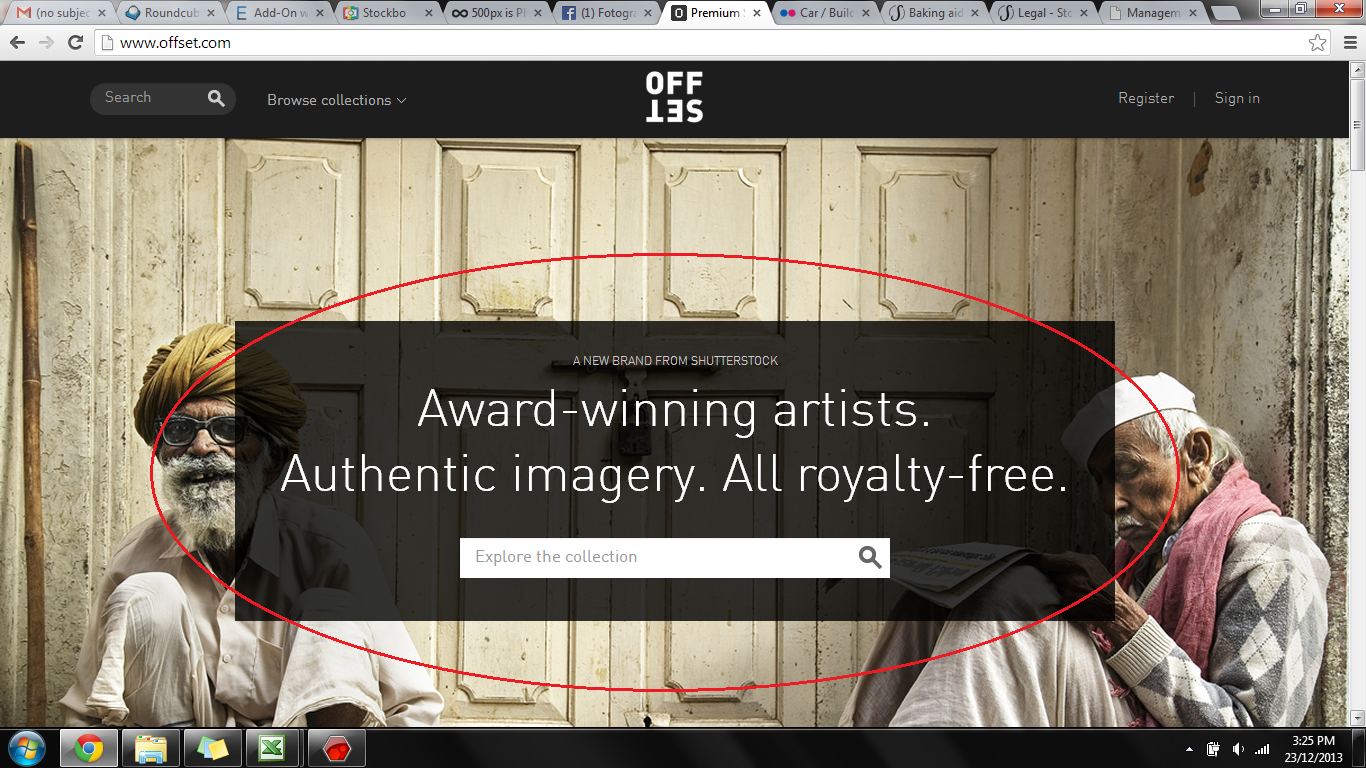 (no subjec
Roundcub
Add-On w
Stockbo
500px is Pl
(1) Fotogra
Premium S
Car / Build
Baking aid
Legal - Sto
Managem
www.offset.com
Search
Browse collections
OFF
SET
Register | Sign in
A NEW BRAND FROM SHUTTERSTOCK
Award-winning artists.
Authentic imagery. All royalty-free.
Explore the collection
3:25 PM
23/12/2013